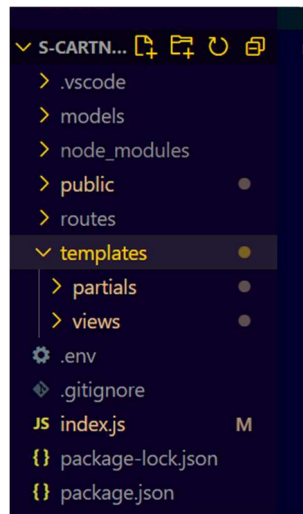 S-CARTN...
.vscode
models
node_modules
public
routes
templates
partials
views
.env
.gitignore
JS index.js M
{} package-lock.json
{} package.json